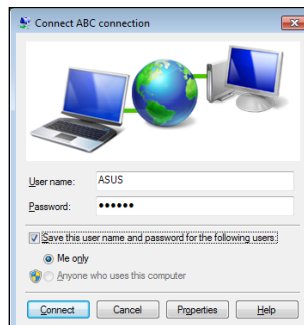 Connect ABC connection
User name: ASUS
Password: ••••••
Save this user name and password for the following users:
Me only
Anyone who uses this computer
Connect Cancel Properties Help